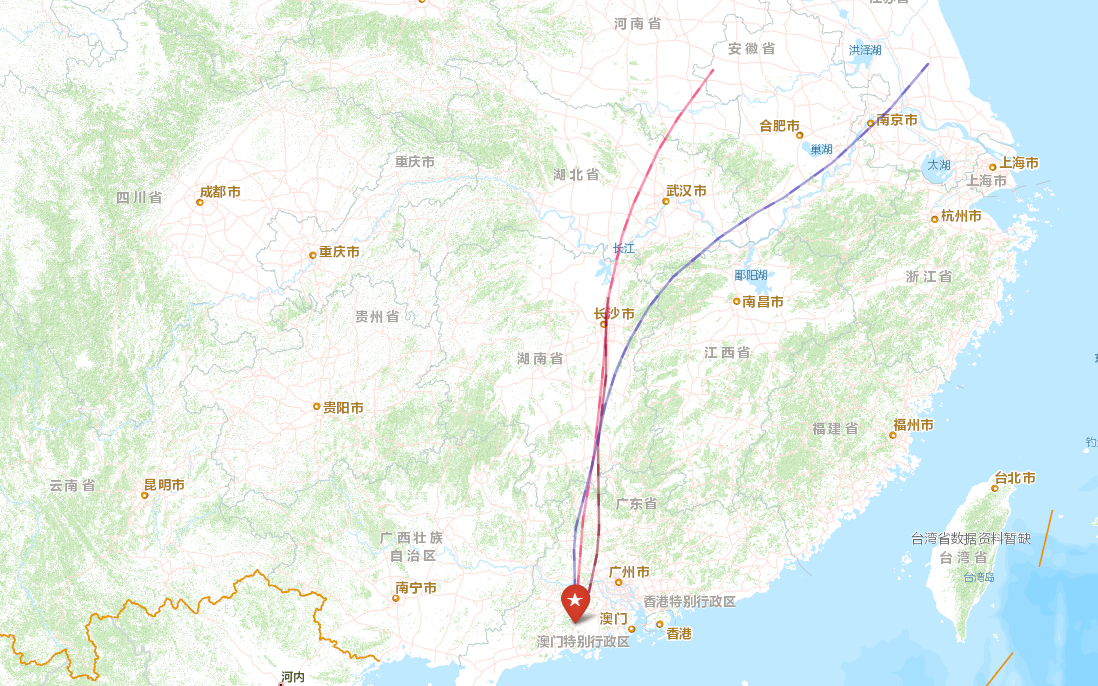 江苏省
河南省
安徽省
洪泽湖
合肥市
南京市
巢湖
重庆市
湖北省
太湖
上海市
上海市
四川省
成都市
武汉市
杭州市
重庆市
长江
鄱阳湖
浙江省
南昌市
贵州省
长沙市
湖南省
江西省
贵阳市
福建省
福州市
钓
云南省
昆明市
广东省
台北市
广西壮族
自治区
台湾省数据资料暂缺
台湾省
台湾岛
南宁市
广州市
香港特别行政区
澳门
香港
澳门特别行政区
河内